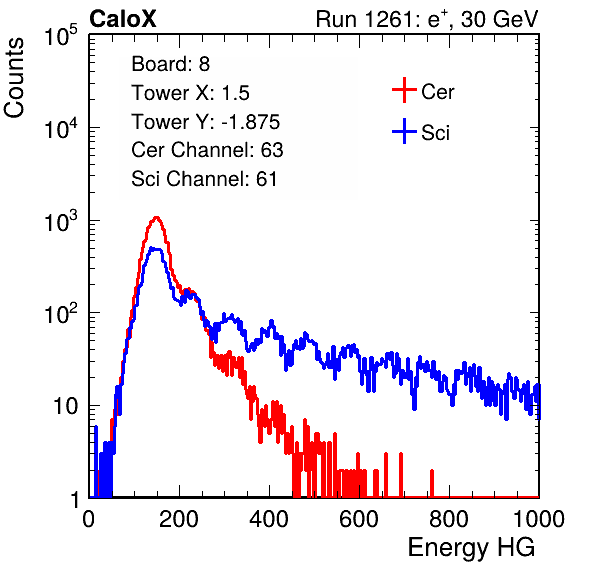 CaloX Run 1261: e⁺, 30 GeV
Counts
10⁵
10⁴
10³
10²
10
1
Board: 8
Tower X: 1.5
Tower Y: -1.875
Cer Channel: 63
Sci Channel: 61
Cer
Sci
0 200 400 600 800 1000
Energy HG